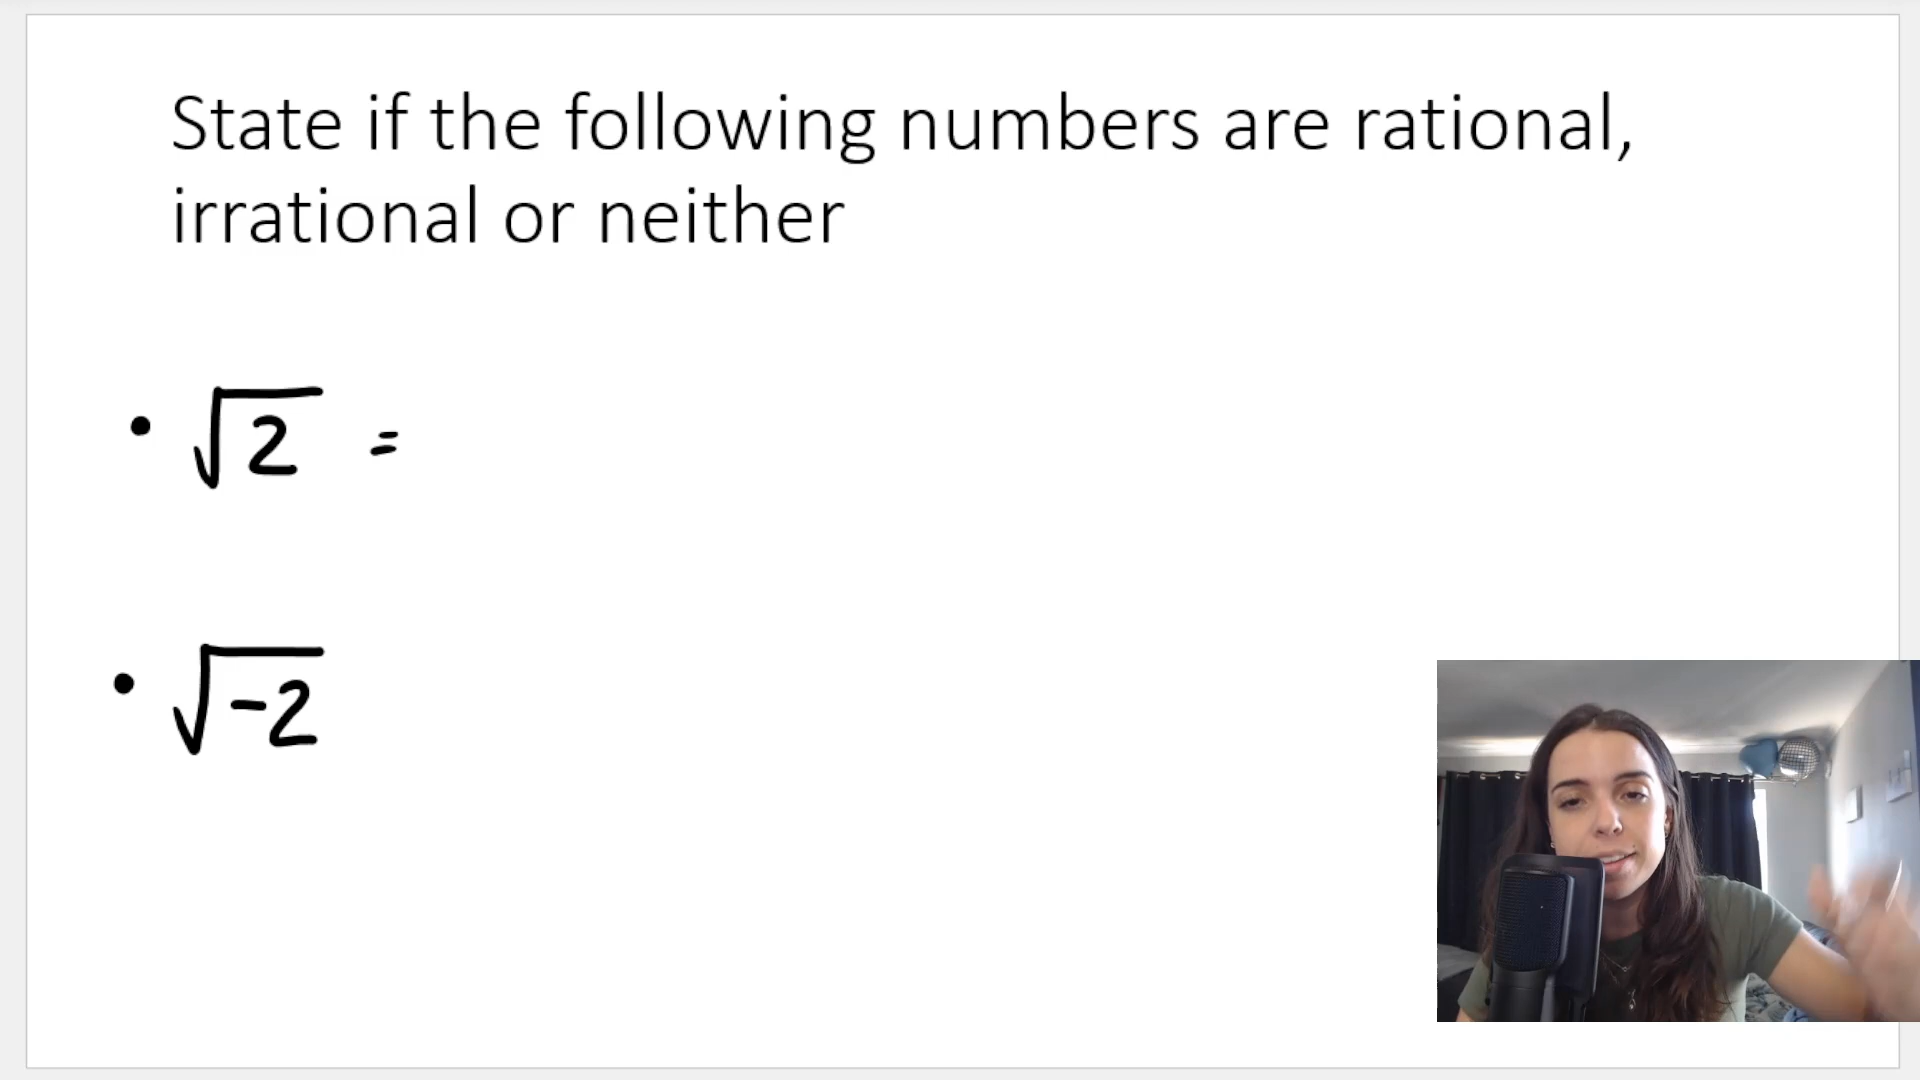 State if the following numbers are rational,
irrational or neither
• √2 =
• √-2